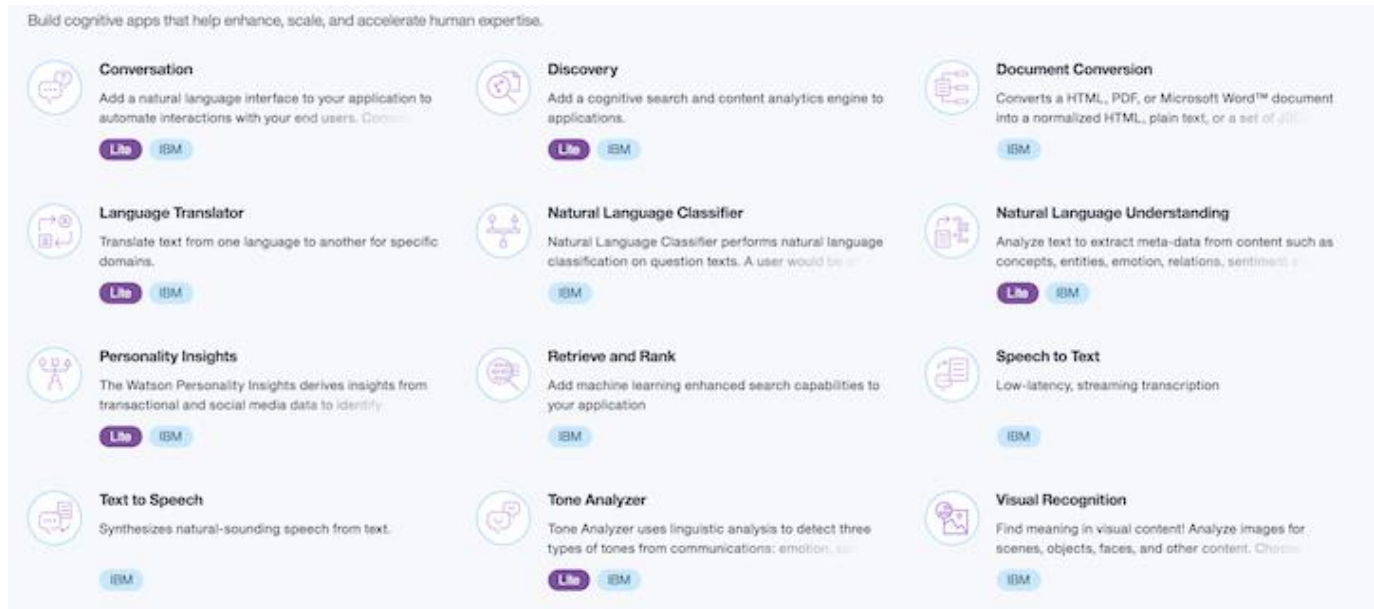 Build cognitive apps that help enhance, scale, and accelerate human expertise.
Conversation
Add a natural language interface to your application to
automate interactions with your end users.
Lite IBM
Discovery
Add a cognitive search and content analytics engine to
applications.
Lite IBM
Document Conversion
Converts a HTML, PDF, or Microsoft Word™ document
into a normalized HTML, plain text, or a set of
IBM
Language Translator
Translate text from one language to another for specific
domains.
Lite IBM
Natural Language Classifier
Natural Language Classifier performs natural language
classification on question texts. A user would be
IBM
Natural Language Understanding
Analyze text to extract meta-data from content such as
concepts, entities, emotion, relations, sentiment
Lite IBM
Personality Insights
The Watson Personality Insights derives insights from
transactional and social media data to identify
Lite IBM
Retrieve and Rank
Add machine learning enhanced search capabilities to
your application
IBM
Speech to Text
Low-latency, streaming transcription
IBM
Text to Speech
Synthesizes natural-sounding speech from text.
IBM
Tone Analyzer
Tone Analyzer uses linguistic analysis to detect three
types of tones from communications: emotion,
Lite IBM
Visual Recognition
Find meaning in visual content! Analyze images for
scenes, objects, faces, and other content.
IBM